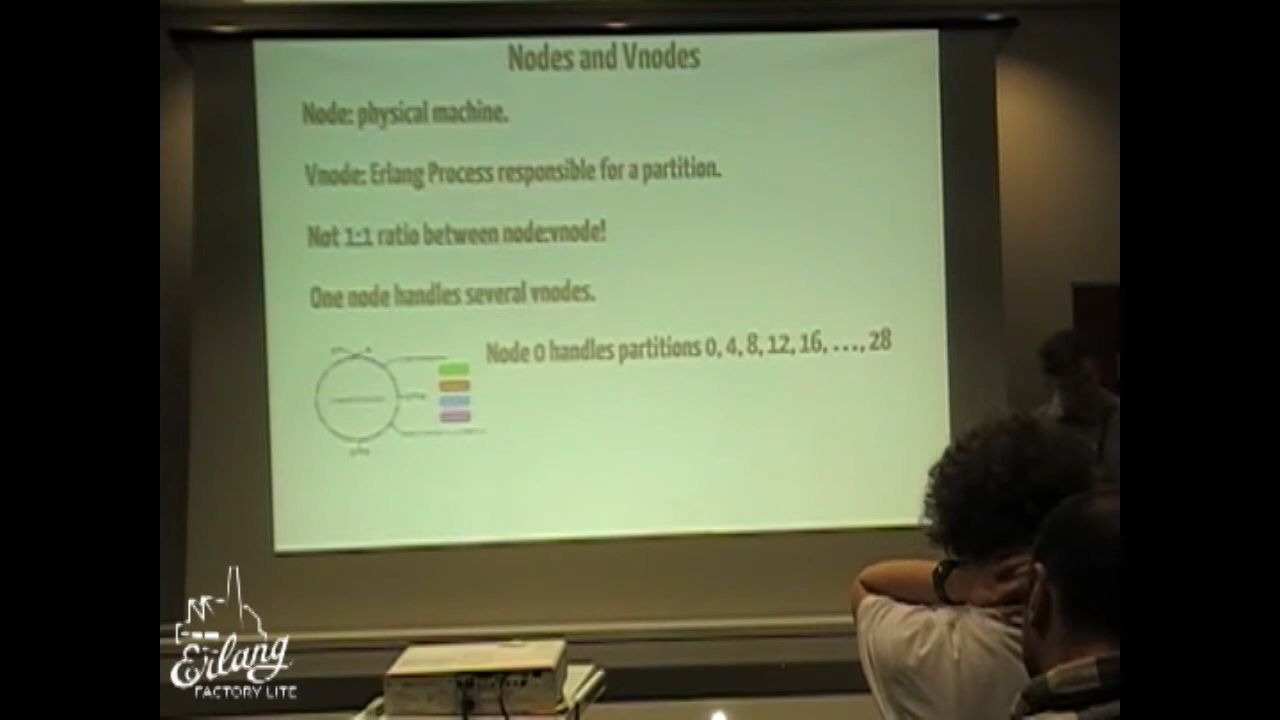 Nodes and Vnodes
Node: physical machine.
Vnode: Erlang Process responsible for a partition.
Not 1:1 ratio between node:vnode!
One node handles several vnodes.
Node 0 handles partitions 0, 4, 8, 12, 16, ..., 28
Erlang
FACTORY LITE